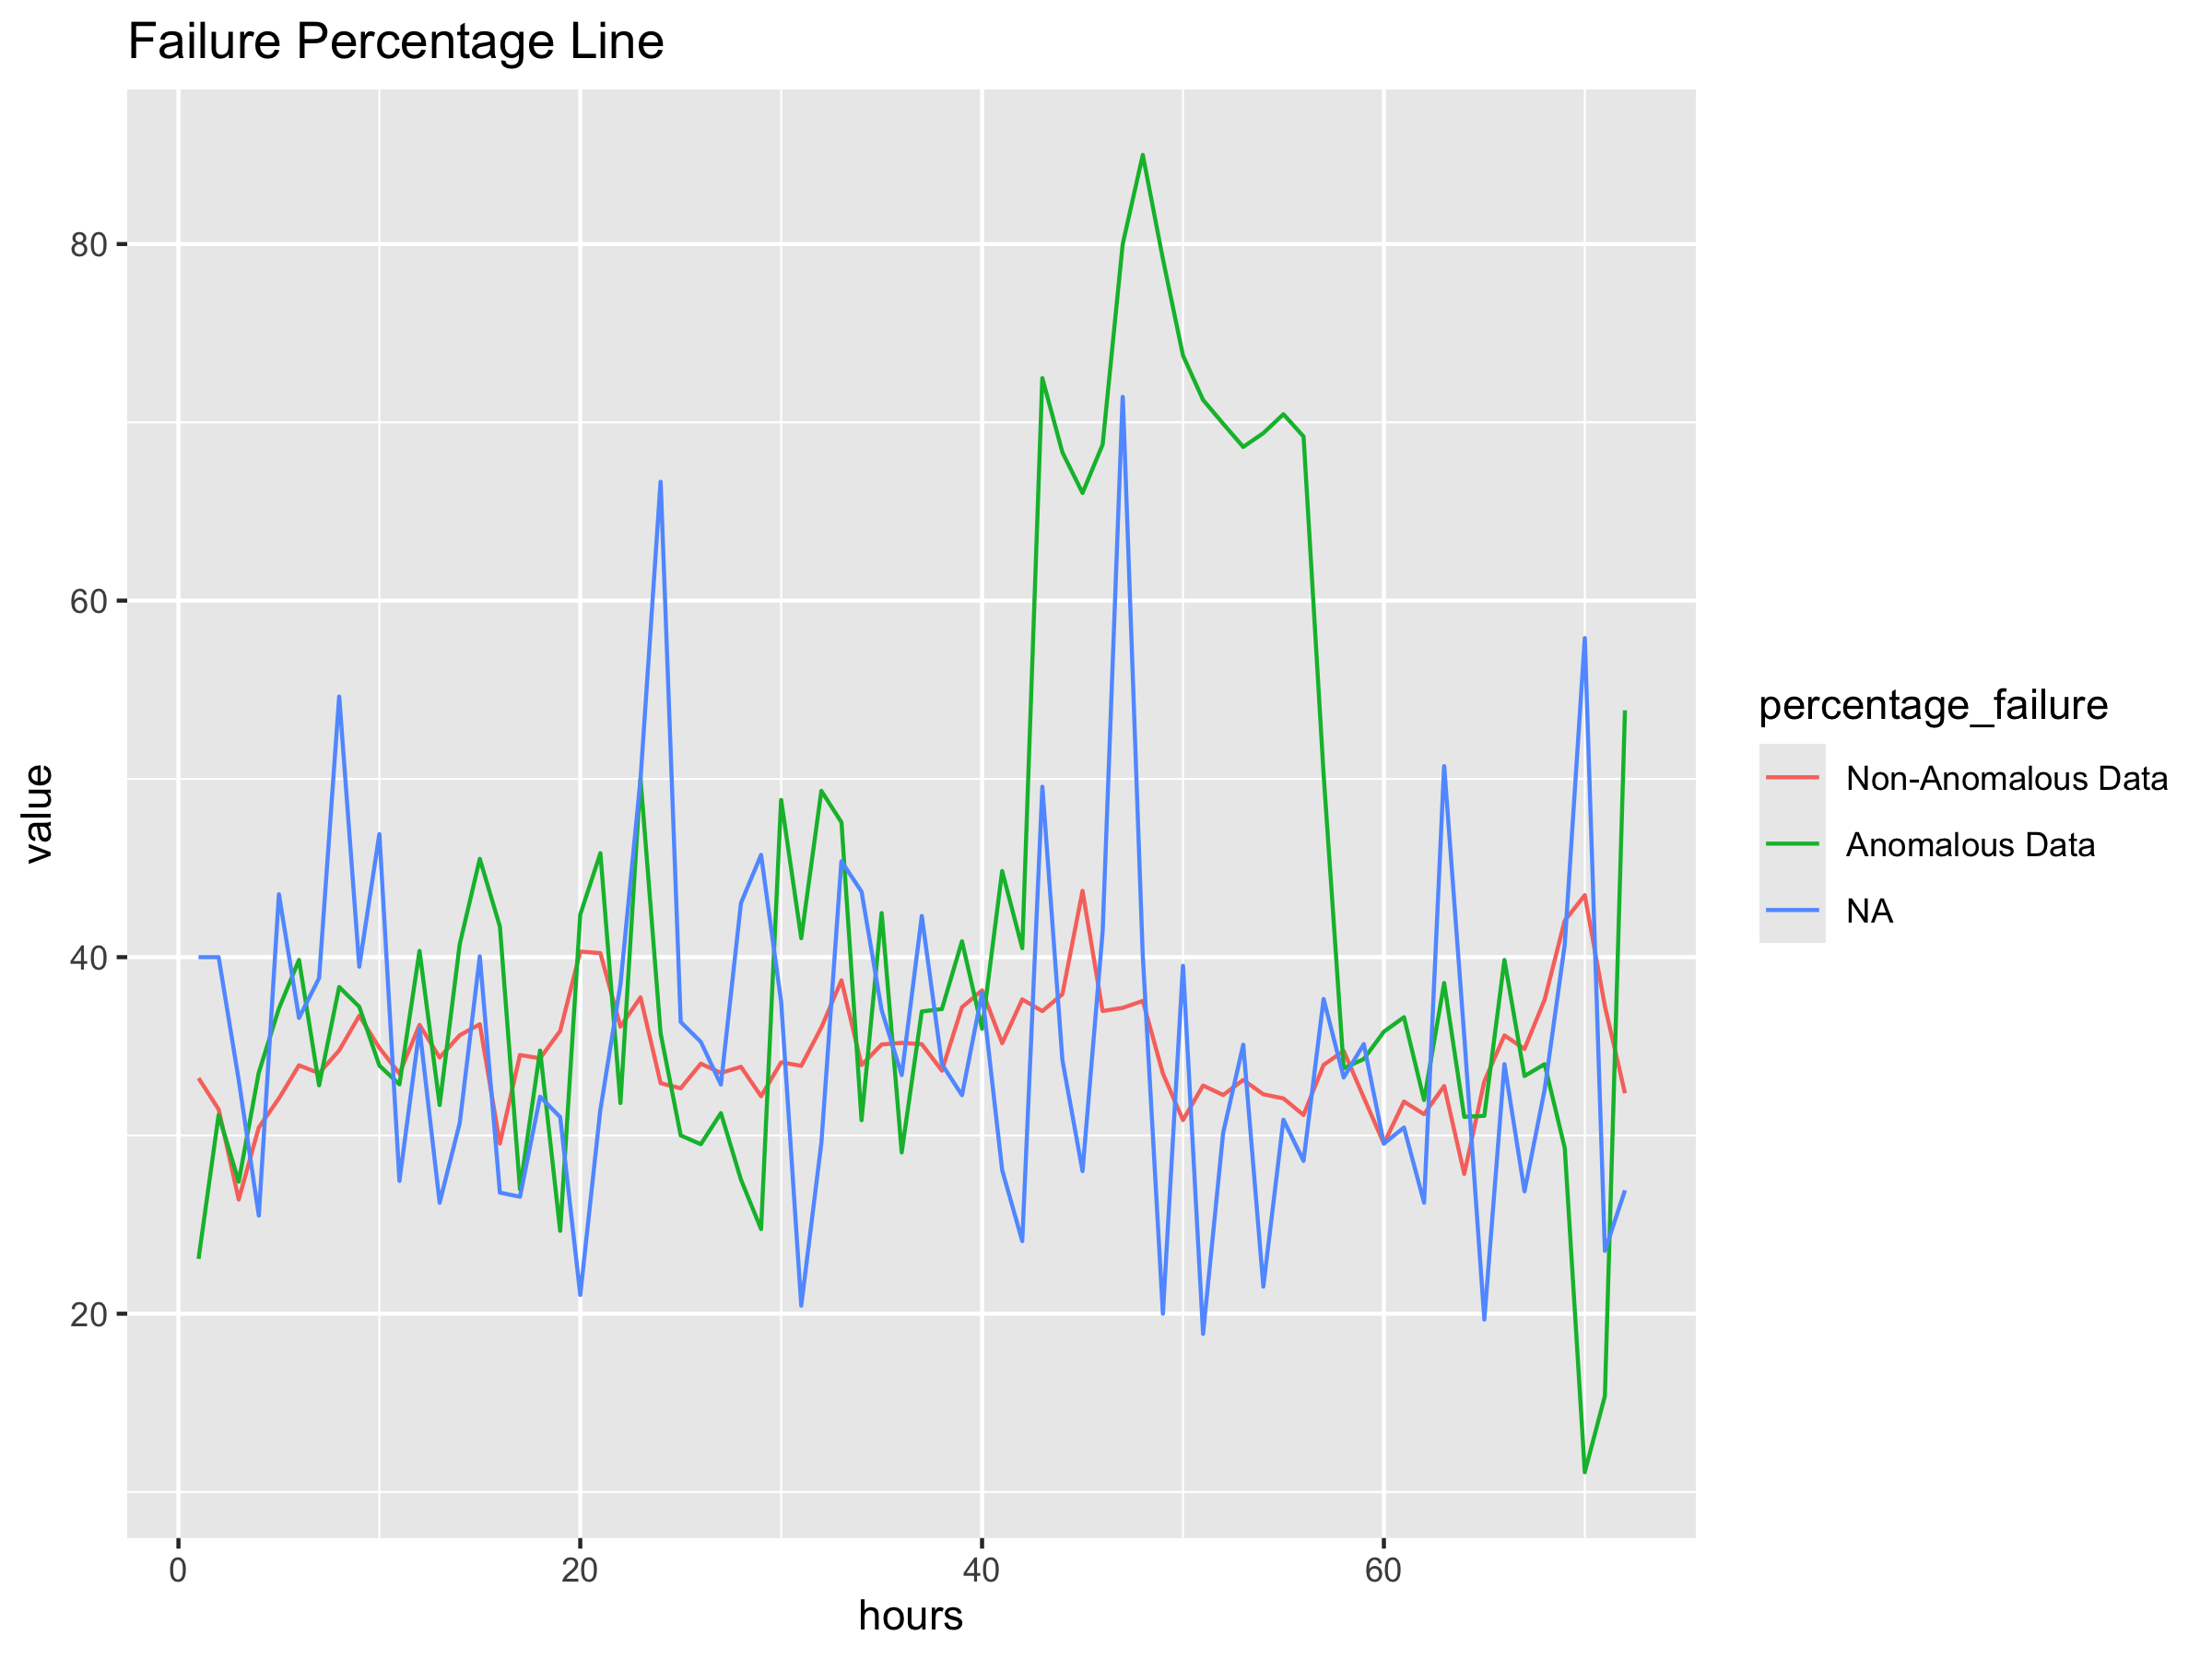 Failure Percentage Line
value
80
60
40
20
0
20
40
60
hours
percentage_failure
Non-Anomalous Data
Anomalous Data
NA